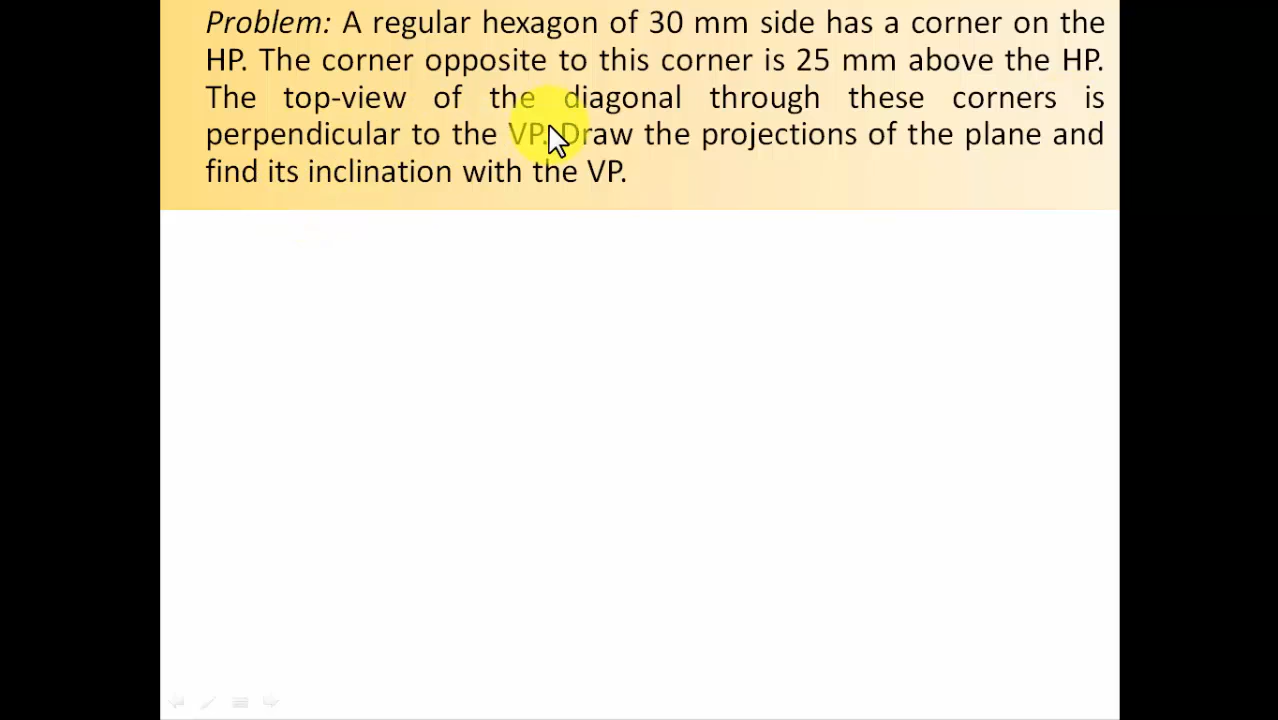 Problem: A regular hexagon of 30 mm side has a corner on the
HP. The corner opposite to this corner is 25 mm above the HP.
The top-view of the diagonal through these corners is
perpendicular to the VP. Draw the projections of the plane and
find its inclination with the VP.